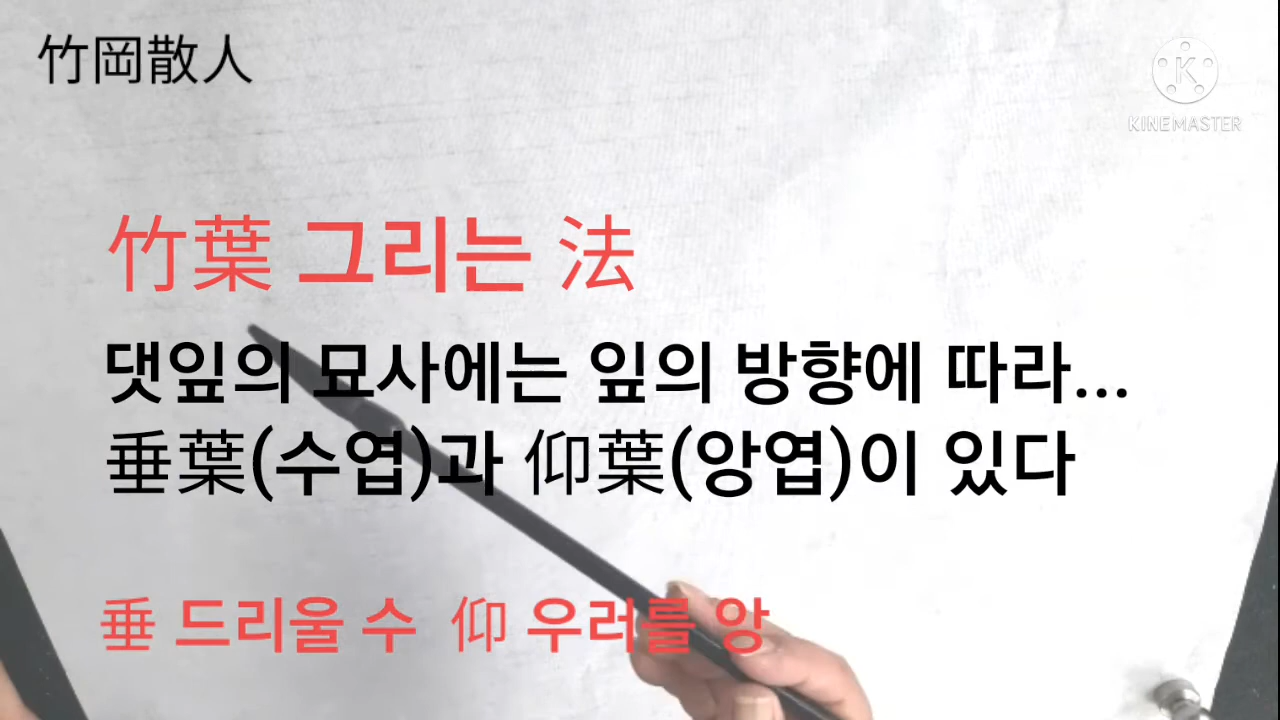 竹岡散人
KINEMASTER
竹葉 그리는 法
댓잎의 묘사에는 잎의 방향에 따라...
垂葉(수엽)과 仰葉(앙엽)이 있다
垂 드리울 수 仰 우러를 앙